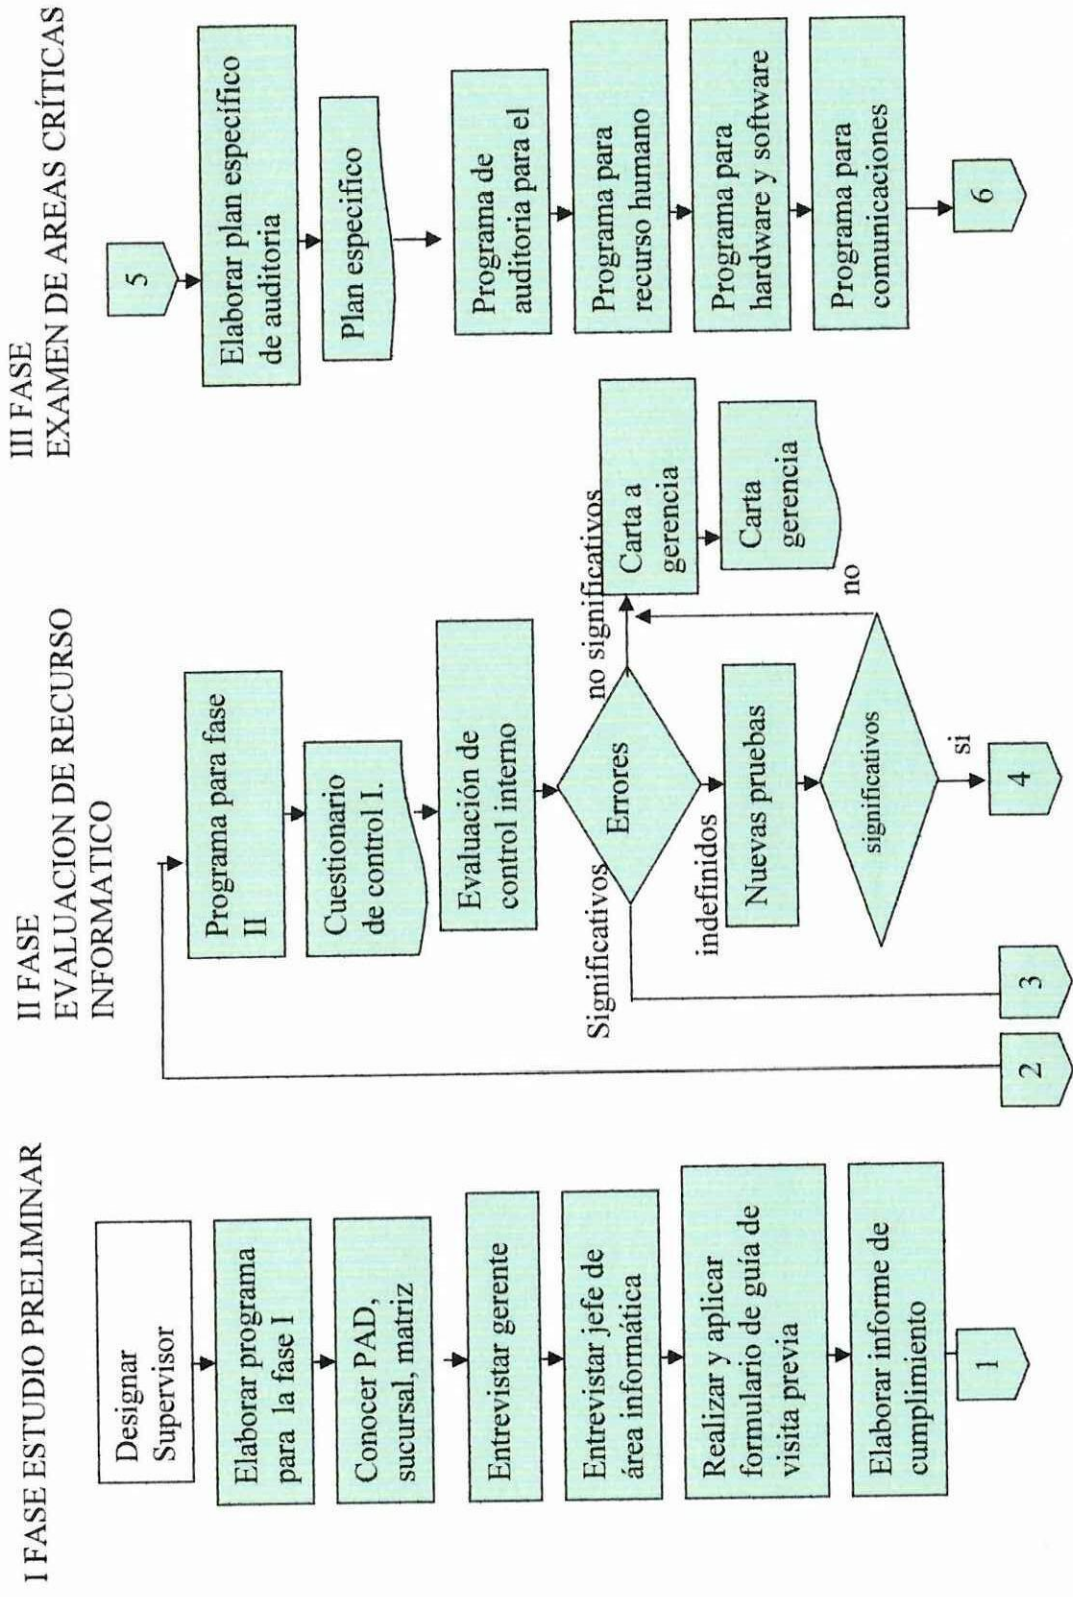 I FASE ESTUDIO PRELIMINAR
Designar
Supervisor
Elaborar programa
para la fase I
Conocer PAD,
sucursal, matriz
Entrevistar gerente
Entrevistar jefe de
área informática
Realizar y aplicar
formulario de guía de
visita previa
Elaborar informe de
cumplimiento
1
II FASE
EVALUACION DE RECURSO
INFORMATICO
Programa para fase
II
Cuestionario
de control I.
Evaluación de
control interno
Errores
Significativos
no significativos
indefinidos
Carta a
gerencia
Carta
gerencia
Nuevas pruebas
significativos
no
si
2
3
4
III FASE
EXAMEN DE AREAS CRÍTICAS
5
Elaborar plan específico
de auditoria
Plan especifico
Programa de
auditoria para el
Programa para
recurso humano
Programa para
hardware y software
Programa para
comunicaciones
6